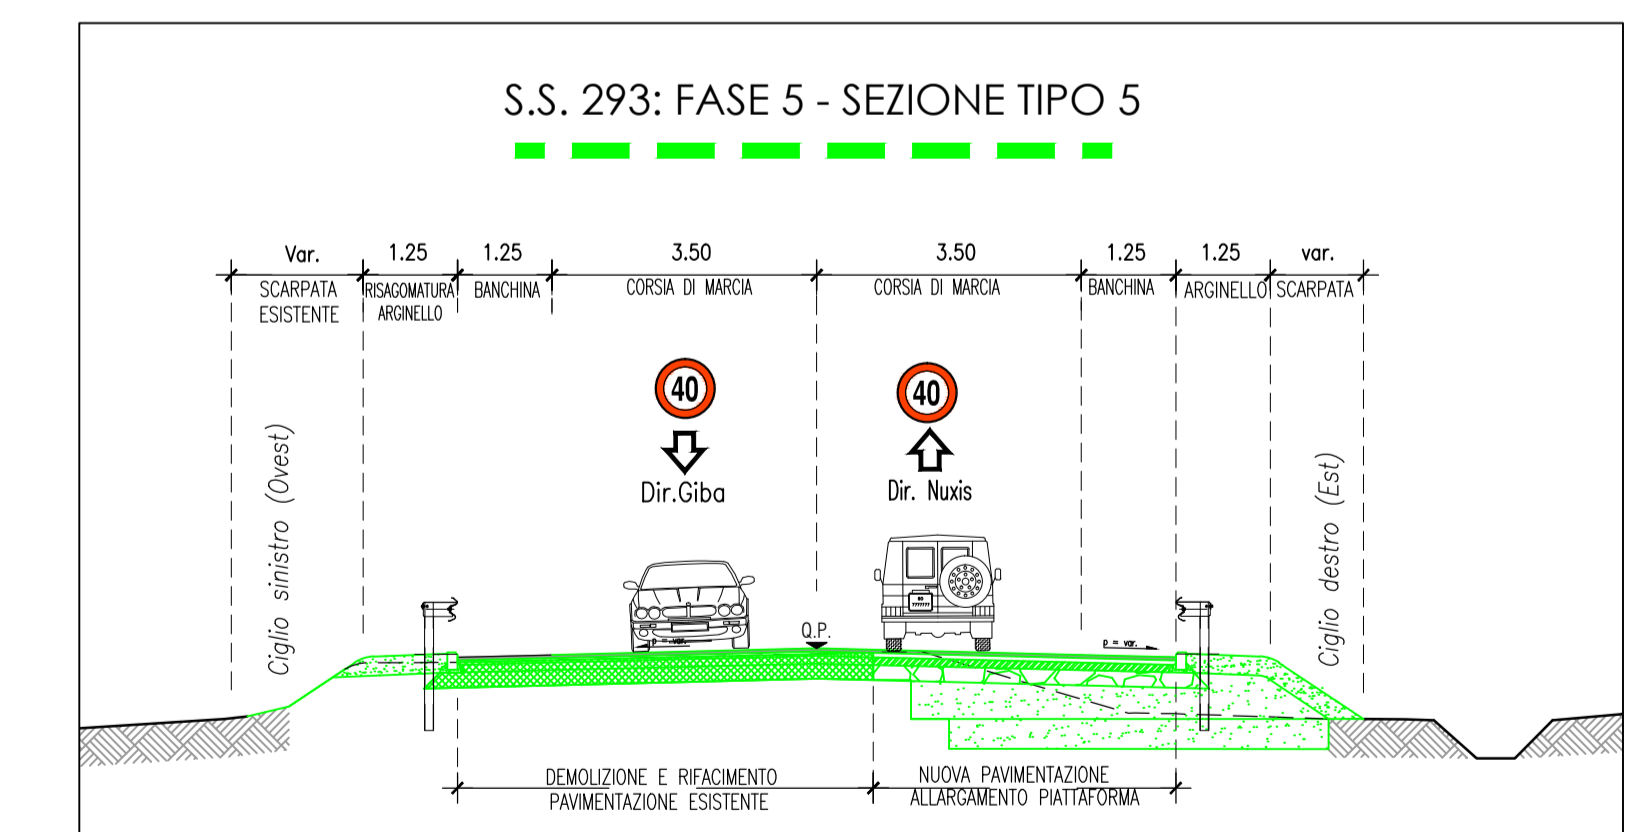 S.S. 293: FASE 5 - SEZIONE TIPO 5
Var. 1.25 1.25 3.50 3.50 1.25 1.25 var.
SCARPATA ESISTENTE
RISAGOMATURA ARGINELLO
BANCHINA
CORSIA DI MARCIA
CORSIA DI MARCIA
BANCHINA
ARGINELLO
SCARPATA
40
40
Dir.Giba
Dir. Nuxis
Ciglio sinistro (Ovest)
Ciglio destro (Est)
Q.P.
p = var.
p = var.
DEMOLIZIONE E RIFACIMENTO
PAVIMENTAZIONE ESISTENTE
NUOVA PAVIMENTAZIONE
ALLARGAMENTO PIATTAFORMA